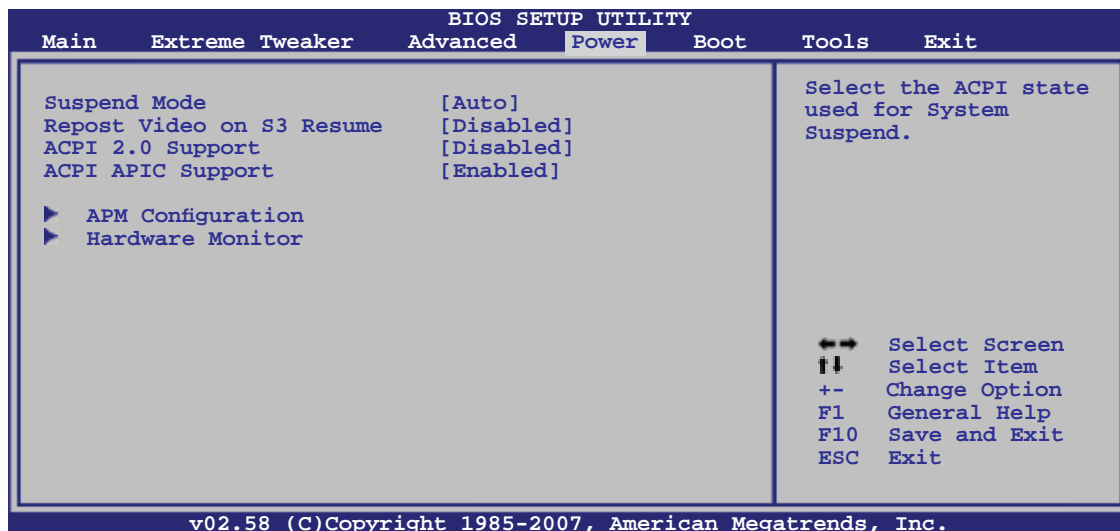 BIOS SETUP UTILITY
Main Extreme Tweaker Advanced Power Boot Tools Exit
Suspend Mode [Auto]
Repost Video on S3 Resume [Disabled]
ACPI 2.0 Support [Disabled]
ACPI APIC Support [Enabled]
APM Configuration
Hardware Monitor
Select the ACPI state
used for System
Suspend.
Select Screen
Select Item
+- Change Option
F1 General Help
F10 Save and Exit
ESC Exit
v02.58 (C)Copyright 1985-2007, American Megatrends, Inc.